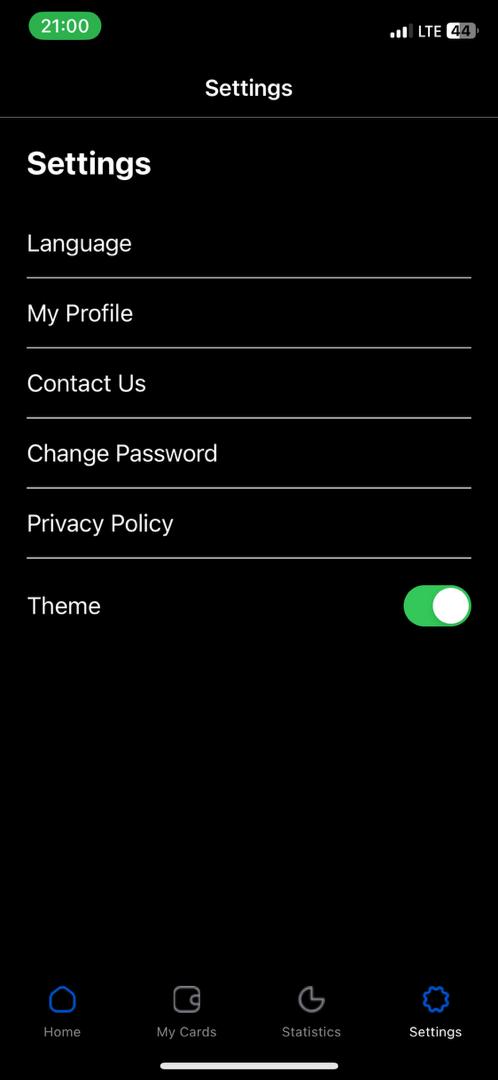 21:00
LTE 44
Settings
Settings
Language
My Profile
Contact Us
Change Password
Privacy Policy
Theme
Home My Cards Statistics Settings